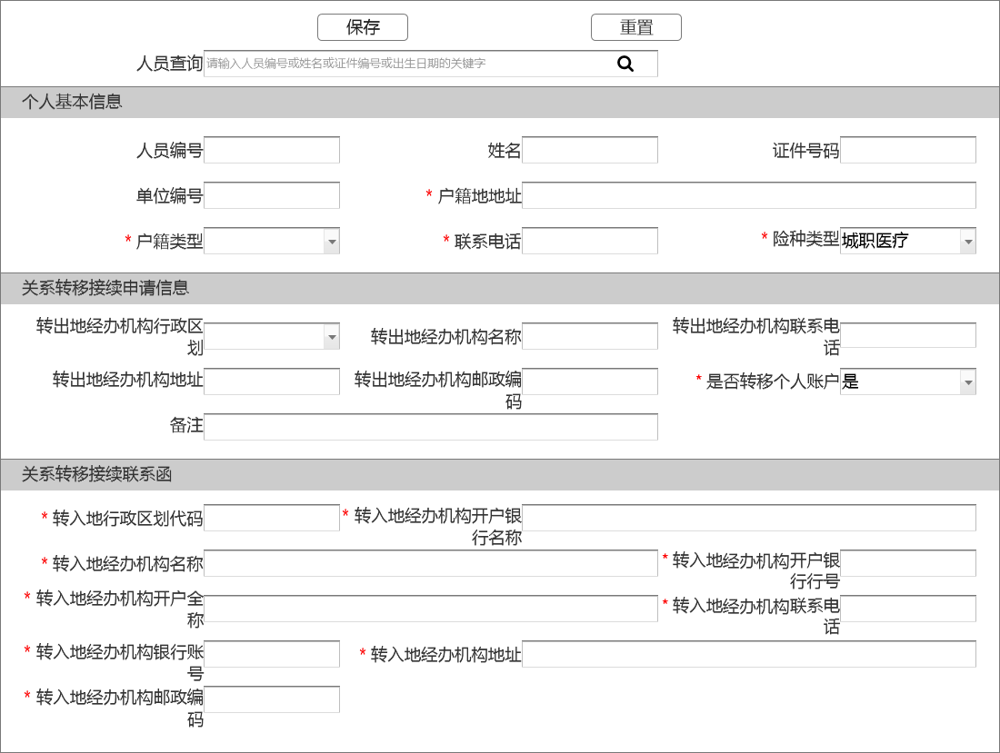 保存 重置
人员查询 请输入人员编号或姓名或证件编号或出生日期的关键字
个人基本信息
人员编号 姓名 证件号码
单位编号 * 户籍地地址
* 户籍类型 * 联系电话 * 险种类型 城职医疗
关系转移接续申请信息
转出地经办机构行政区
划
转出地经办机构名称
转出地经办机构联系电
话
转出地经办机构地址
转出地经办机构邮政编
码
* 是否转移个人账户 是
备注
关系转移接续联系函
* 转入地行政区划代码
* 转入地经办机构开户银
行名称
* 转入地经办机构名称
* 转入地经办机构开户银
行行号
* 转入地经办机构开户全
称
* 转入地经办机构联系电
话
* 转入地经办机构银行账
号
* 转入地经办机构地址
* 转入地经办机构邮政编
码